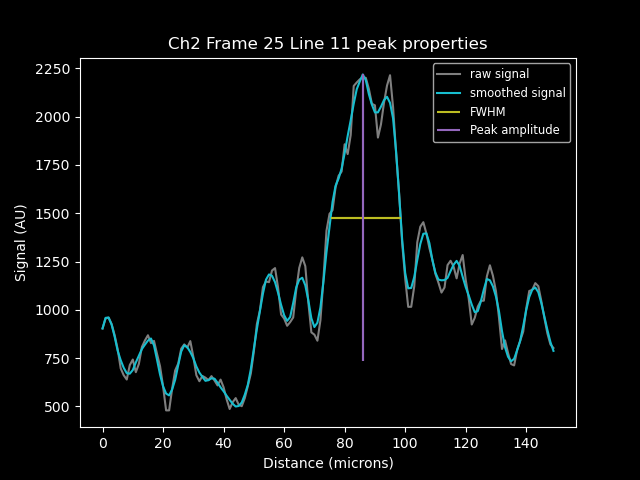 Ch2 Frame 25 Line 11 peak properties
raw signal
smoothed signal
FWHM
Peak amplitude
Signal (AU)
2250
2000
1750
1500
1250
1000
750
500
0 20 40 60 80 100 120 140
Distance (microns)